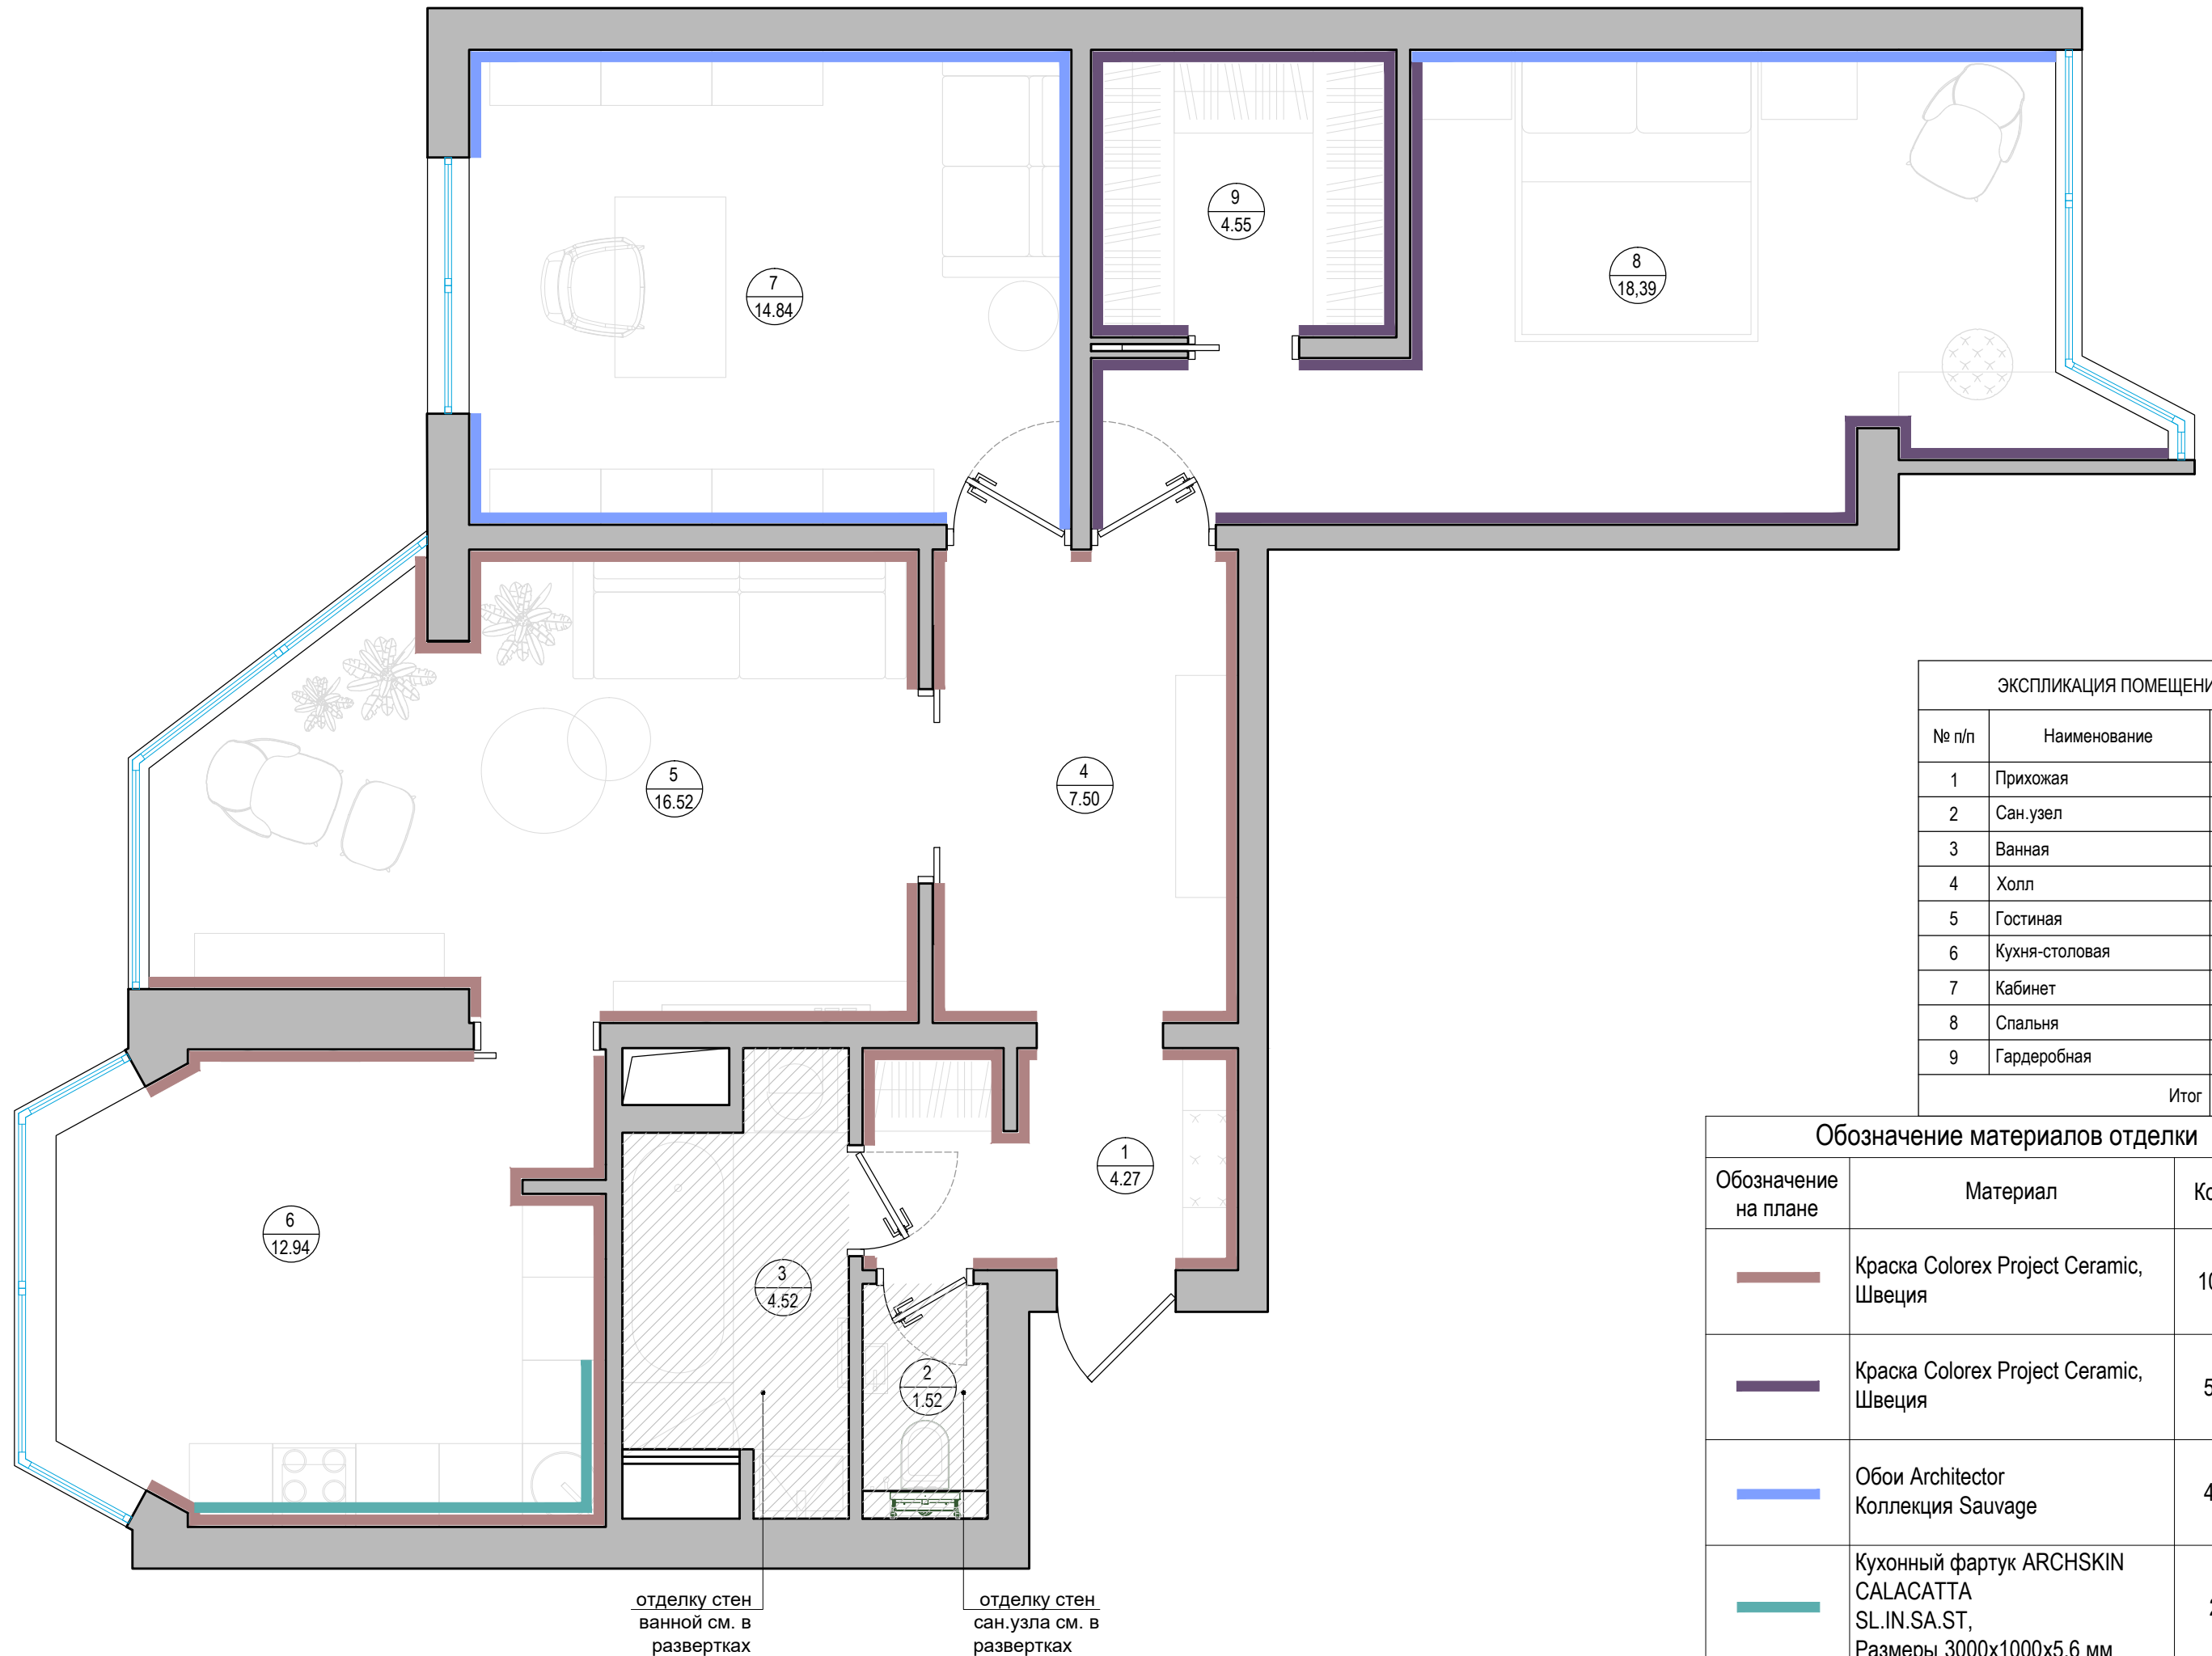 7
14.84
9
4.55
8
18,39
5
16.52
4
7.50
6
12.94
1
4.27
3
4.52
2
1.52
отделку стен
ванной см. в
развертках
отделку стен
сан.узла см. в
развертках
ЭКСПЛИКАЦИЯ ПОМЕЩЕНИ
№ п/п Наименование
1 Прихожая
2 Сан.узел
3 Ванная
4 Холл
5 Гостиная
6 Кухня-столовая
7 Кабинет
8 Спальня
9 Гардеробная
Итог
Обозначение материалов отделки
Обозначение
на плане
Материал
Краска Colorex Project Ceramic,
Швеция
Краска Colorex Project Ceramic,
Швеция
Обои Architector
Коллекция Sauvage
Кухонный фартук ARCHSKIN
CALACATTA
SL.IN.SA.ST,
Размеры 3000x1000x5,6 мм